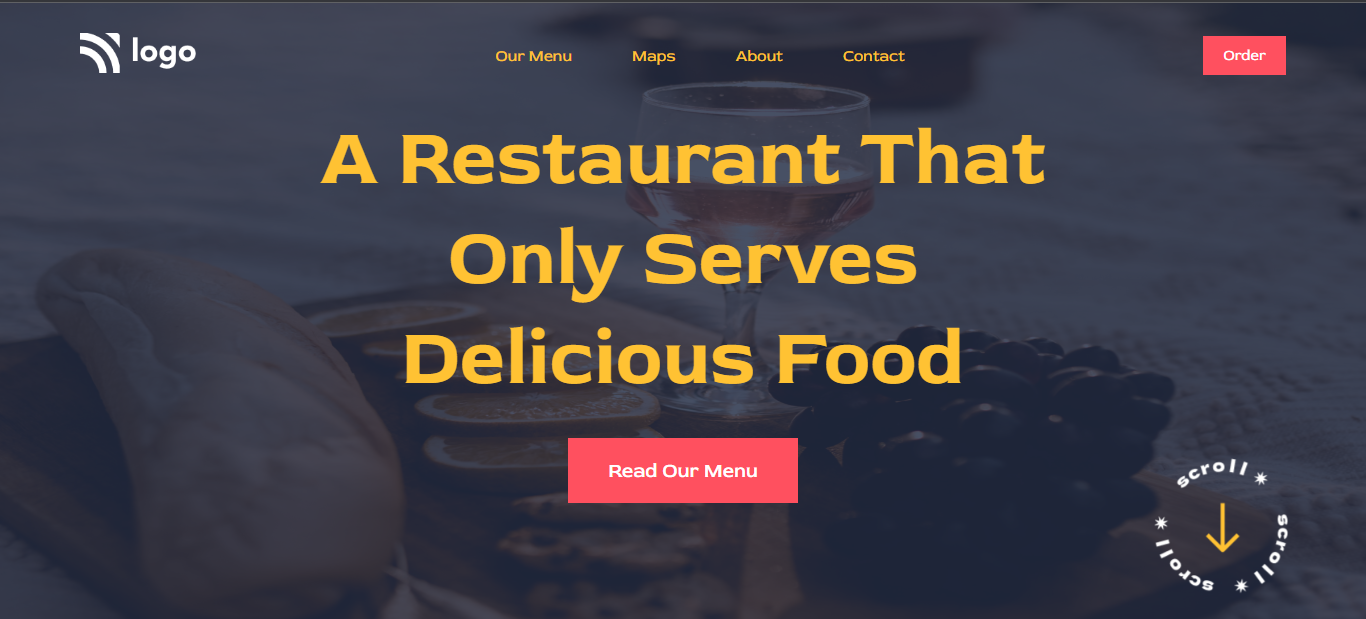 logo
Our Menu
Maps
About
Contact
Order
A Restaurant That
Only Serves
Delicious Food
Read Our Menu
scroll *
scroll *
scroll *